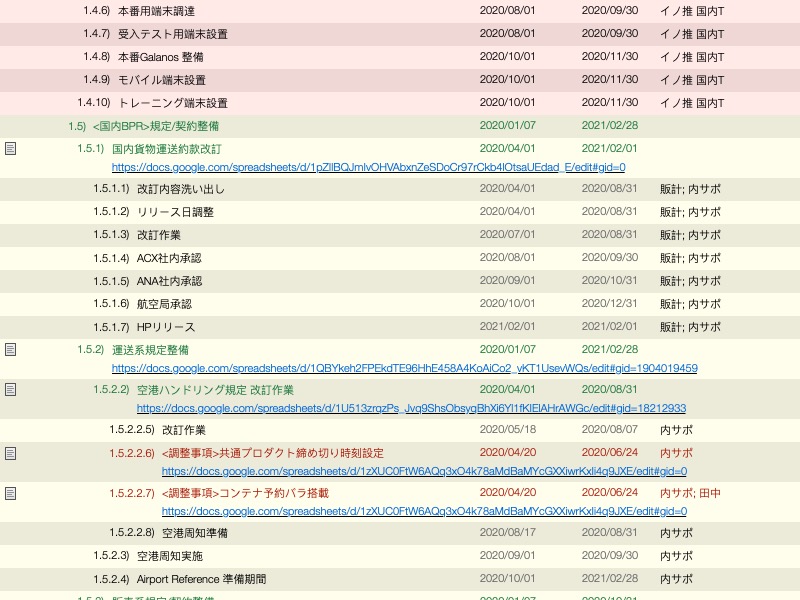 1.4.6) 本番用端末調達 2020/08/01 2020/09/30 イノ推 国内T
1.4.7) 受入テスト用端末設置 2020/08/01 2020/09/30 イノ推 国内T
1.4.8) 本番Galanos 整備 2020/10/01 2020/11/30 イノ推 国内T
1.4.9) モバイル端末設置 2020/10/01 2020/11/30 イノ推 国内T
1.4.10) トレーニング端末設置 2020/10/01 2020/11/30 イノ推 国内T
1.5) <国内BPR>規定/契約整備 2020/01/07 2021/02/28
1.5.1) 国内貨物運送約款改訂 2020/04/01 2021/02/01
https://docs.google.com/spreadsheets/d/1pZllBQJmIvOHVAbxnZeSDoCr97rCkb4lOtsaUEdad_E/edit#gid=0
1.5.1.1) 改訂内容洗い出し 2020/04/01 2020/08/31 販計; 内サポ
1.5.1.2) リリース日調整 2020/04/01 2020/08/31 販計; 内サポ
1.5.1.3) 改訂作業 2020/07/01 2020/08/31 販計; 内サポ
1.5.1.4) ACX社内承認 2020/08/01 2020/09/30 販計; 内サポ
1.5.1.5) ANA社内承認 2020/09/01 2020/10/31 販計; 内サポ
1.5.1.6) 航空局承認 2020/10/01 2020/12/31 販計; 内サポ
1.5.1.7) HPリリース 2021/02/01 2021/02/01 販計; 内サポ
1.5.2) 運送系規定整備 2020/01/07 2021/02/28
https://docs.google.com/spreadsheets/d/1QBYkeh2FPEkdTE96HhE458A4KoAiCo2_vKT1UsevWQs/edit#gid=1904019459
1.5.2.2) 空港ハンドリング規定 改訂作業 2020/04/01 2020/08/31
https://docs.google.com/spreadsheets/d/1U513zrqzPs_Jvq9ShsObsyqBhXi6Yl1fKIElAHrAWGc/edit#gid=18212933
1.5.2.2.5) 改訂作業 2020/05/18 2020/08/07 内サポ
1.5.2.2.6) <調整事項>共通プロダクト締め切り時刻設定 2020/04/20 2020/06/24 内サポ
https://docs.google.com/spreadsheets/d/1zXUC0FtW6AQq3xO4k78aMdBaMYcGXXiwrKxli4q9JXE/edit#gid=0
1.5.2.2.7) <調整事項>コンテナ予約バラ搭載 2020/04/20 2020/06/24 内サポ; 田中
https://docs.google.com/spreadsheets/d/1zXUC0FtW6AQq3xO4k78aMdBaMYcGXXiwrKxli4q9JXE/edit#gid=0
1.5.2.2.8) 空港周知準備 2020/08/17 2020/08/31 内サポ
1.5.2.3) 空港周知実施 2020/09/01 2020/09/30 内サポ
1.5.2.4) Airport Reference 準備期間 2020/10/01 2021/02/28 内サポ